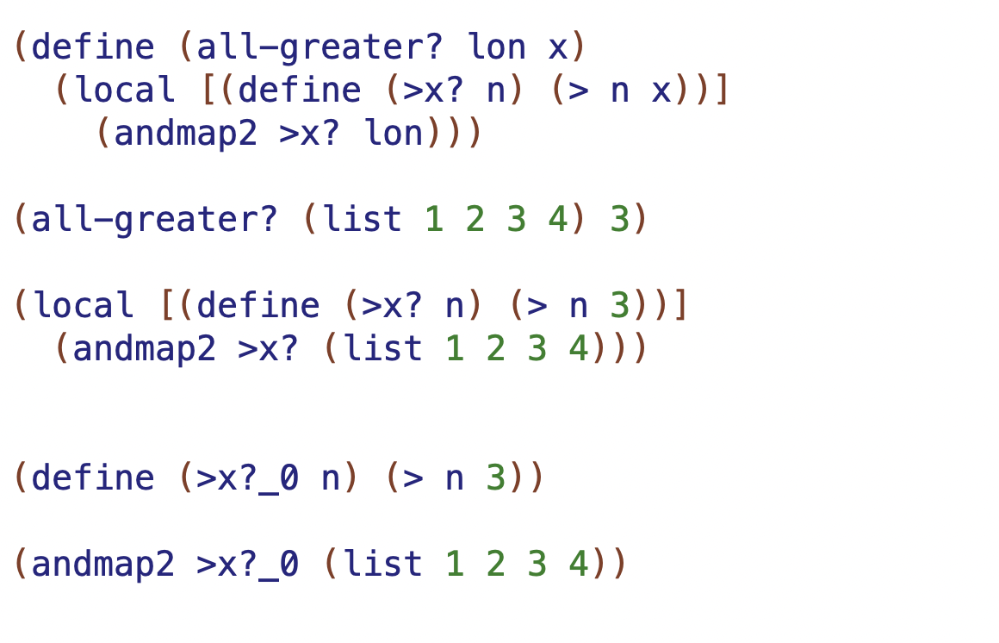 (define (all-greater? lon x)
  (local [(define (>x? n) (> n x))]
    (andmap2 >x? lon)))
(all-greater? (list 1 2 3 4) 3)
(local [(define (>x? n) (> n 3))]
  (andmap2 >x? (list 1 2 3 4)))
(define (>x?_0 n) (> n 3))
(andmap2 >x?_0 (list 1 2 3 4))